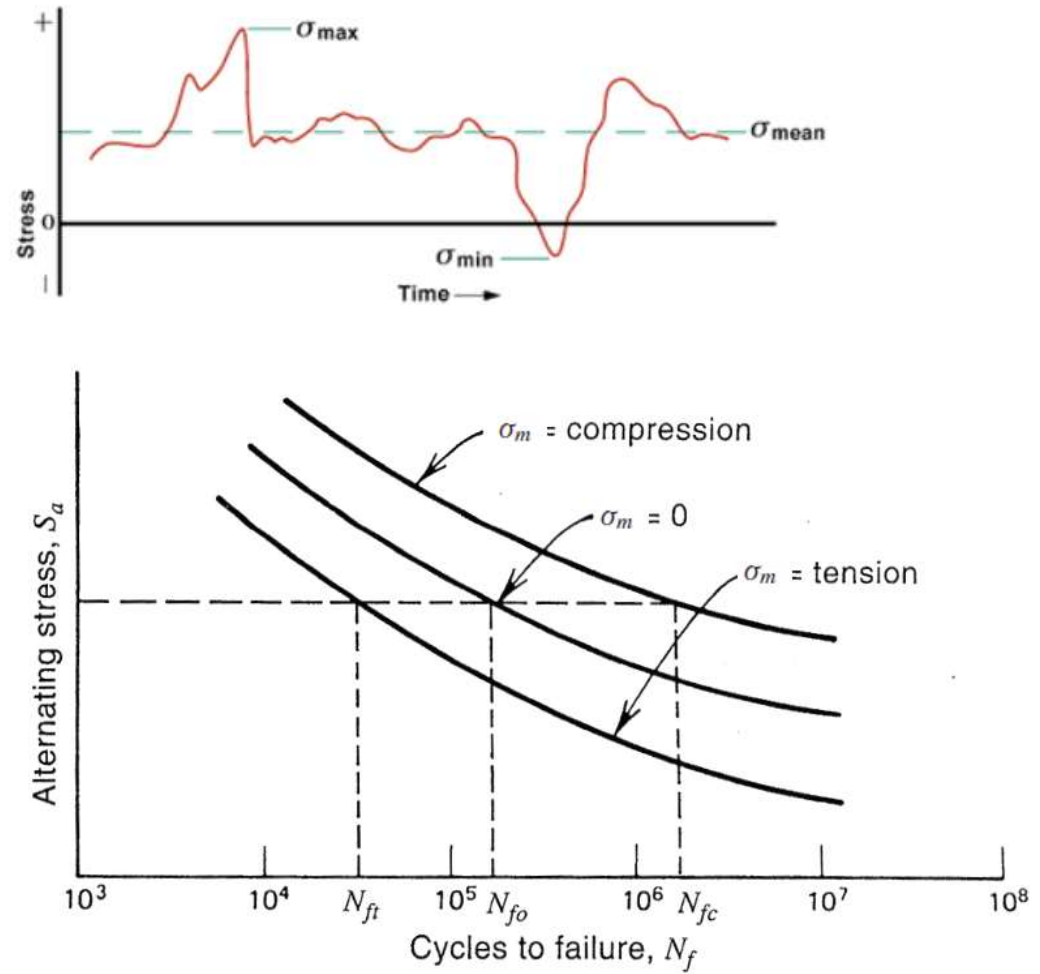 +
σmax
σmean
Stress
0
σmin
–
Time
σm = compression
σm = 0
σm = tension
Alternating stress, Sa
10³ 10⁴ Nft 10⁵ Nfo 10⁶ Nfc 10⁷ 10⁸
Cycles to failure, Nf